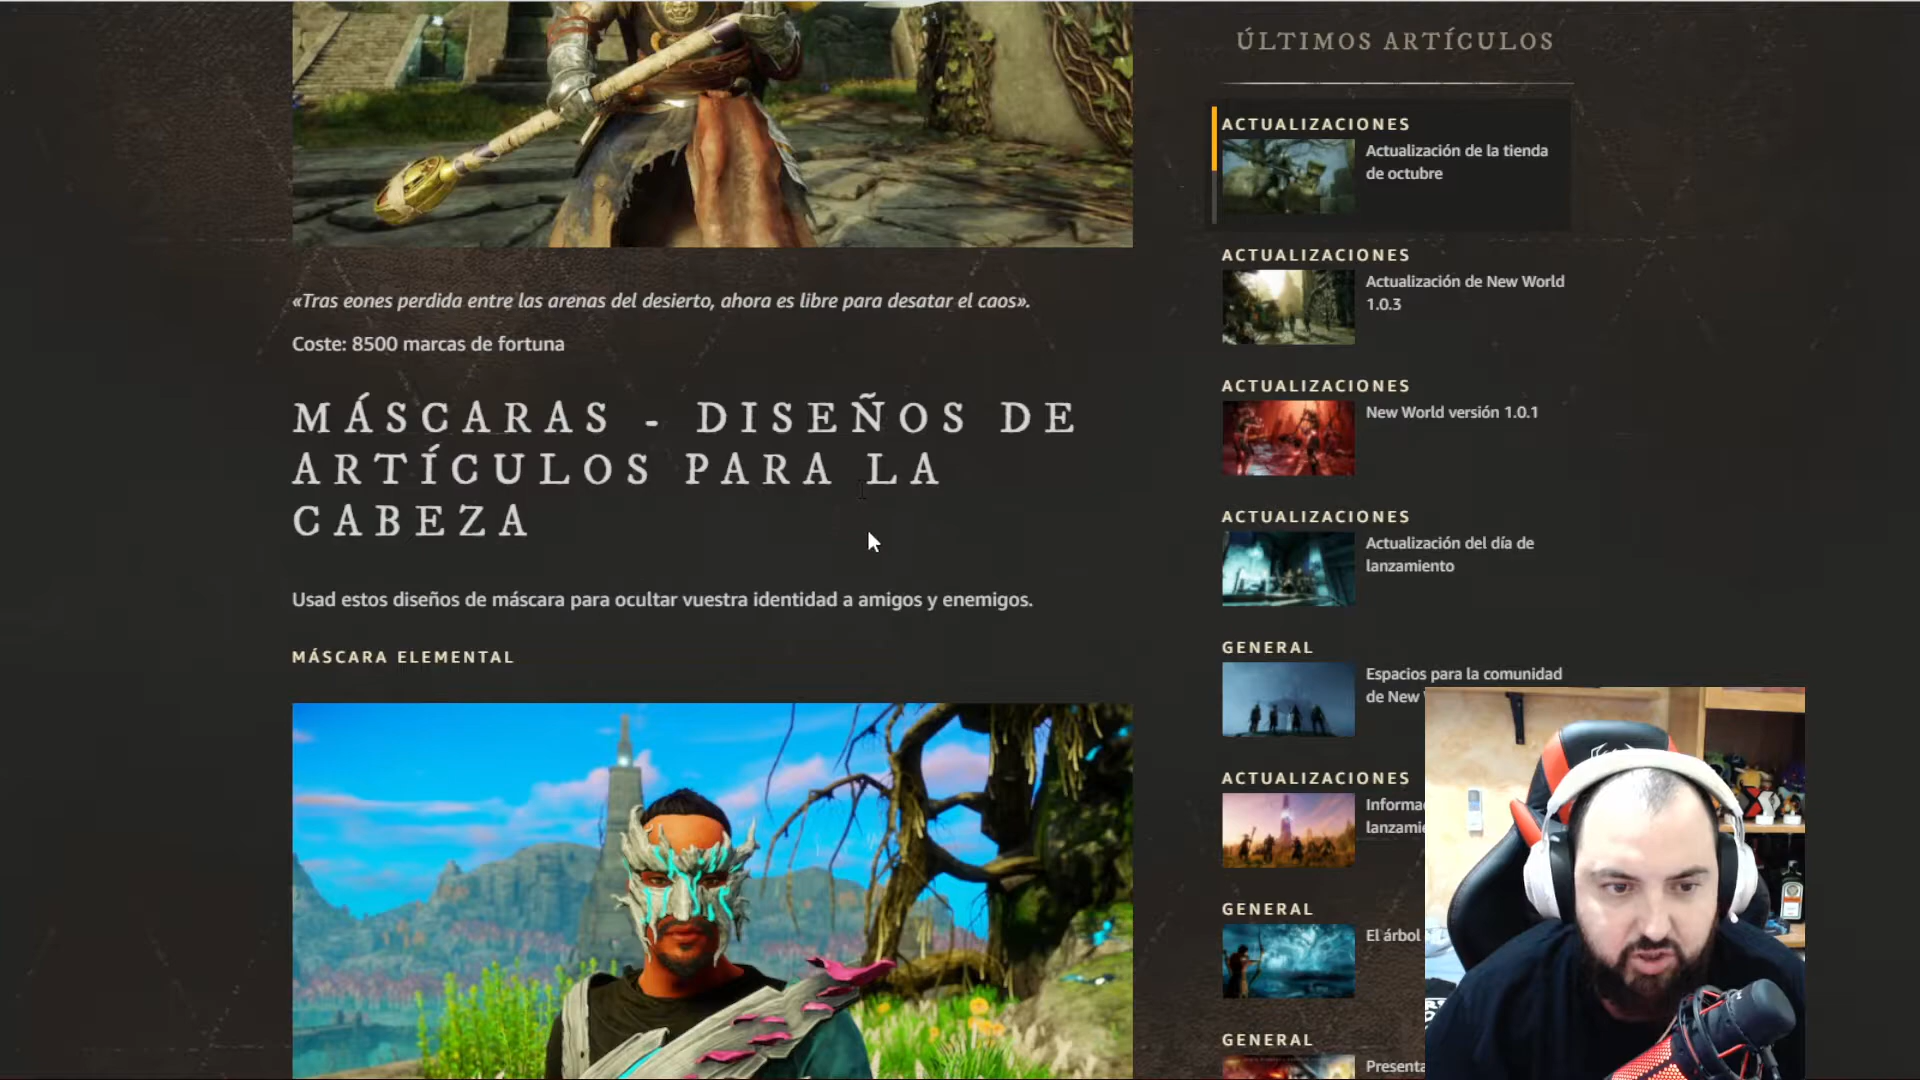 «Tras eones perdida entre las arenas del desierto, ahora es libre para desatar el caos».
Coste: 8500 marcas de fortuna
MÁSCARAS - DISEÑOS DE
ARTÍCULOS PARA LA
CABEZA
Usad estos diseños de máscara para ocultar vuestra identidad a amigos y enemigos.
MÁSCARA ELEMENTAL
ÚLTIMOS ARTÍCULOS
ACTUALIZACIONES
Actualización de la tienda
de octubre
ACTUALIZACIONES
Actualización de New World
1.0.3
ACTUALIZACIONES
New World versión 1.0.1
ACTUALIZACIONES
Actualización del día de
lanzamiento
GENERAL
Espacios para la comunidad
de New
ACTUALIZACIONES
GENERAL
El árbol
GENERAL